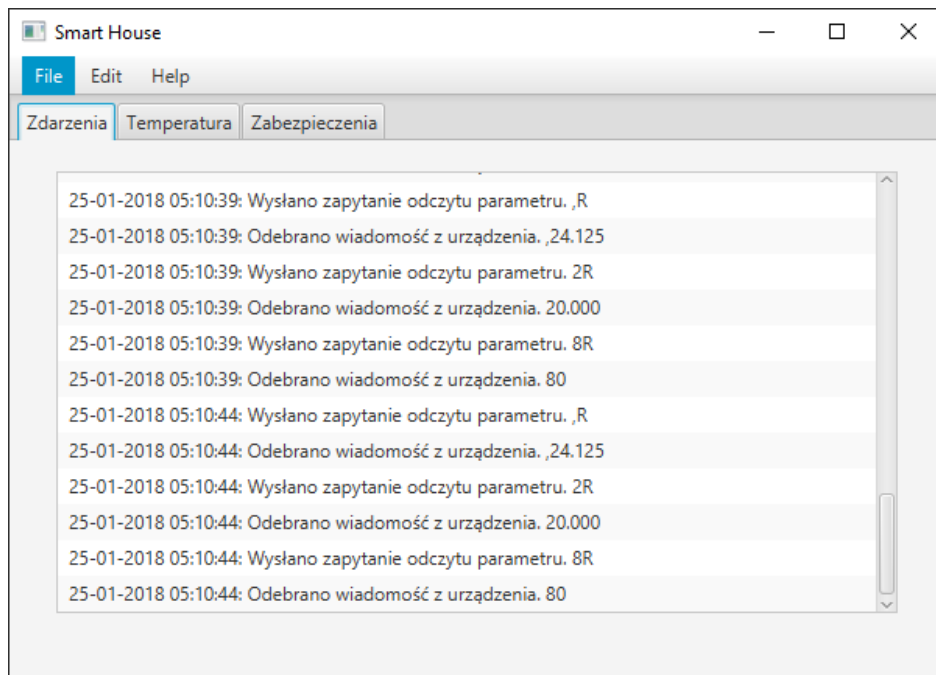 Smart House
File Edit Help
Zdarzenia Temperatura Zabezpieczenia
25-01-2018 05:10:39: Wysłano zapytanie odczytu parametru. ,R
25-01-2018 05:10:39: Odebrano wiadomość z urządzenia. ,24.125
25-01-2018 05:10:39: Wysłano zapytanie odczytu parametru. 2R
25-01-2018 05:10:39: Odebrano wiadomość z urządzenia. 20.000
25-01-2018 05:10:39: Wysłano zapytanie odczytu parametru. 8R
25-01-2018 05:10:39: Odebrano wiadomość z urządzenia. 80
25-01-2018 05:10:44: Wysłano zapytanie odczytu parametru. ,R
25-01-2018 05:10:44: Odebrano wiadomość z urządzenia. ,24.125
25-01-2018 05:10:44: Wysłano zapytanie odczytu parametru. 2R
25-01-2018 05:10:44: Odebrano wiadomość z urządzenia. 20.000
25-01-2018 05:10:44: Wysłano zapytanie odczytu parametru. 8R
25-01-2018 05:10:44: Odebrano wiadomość z urządzenia. 80